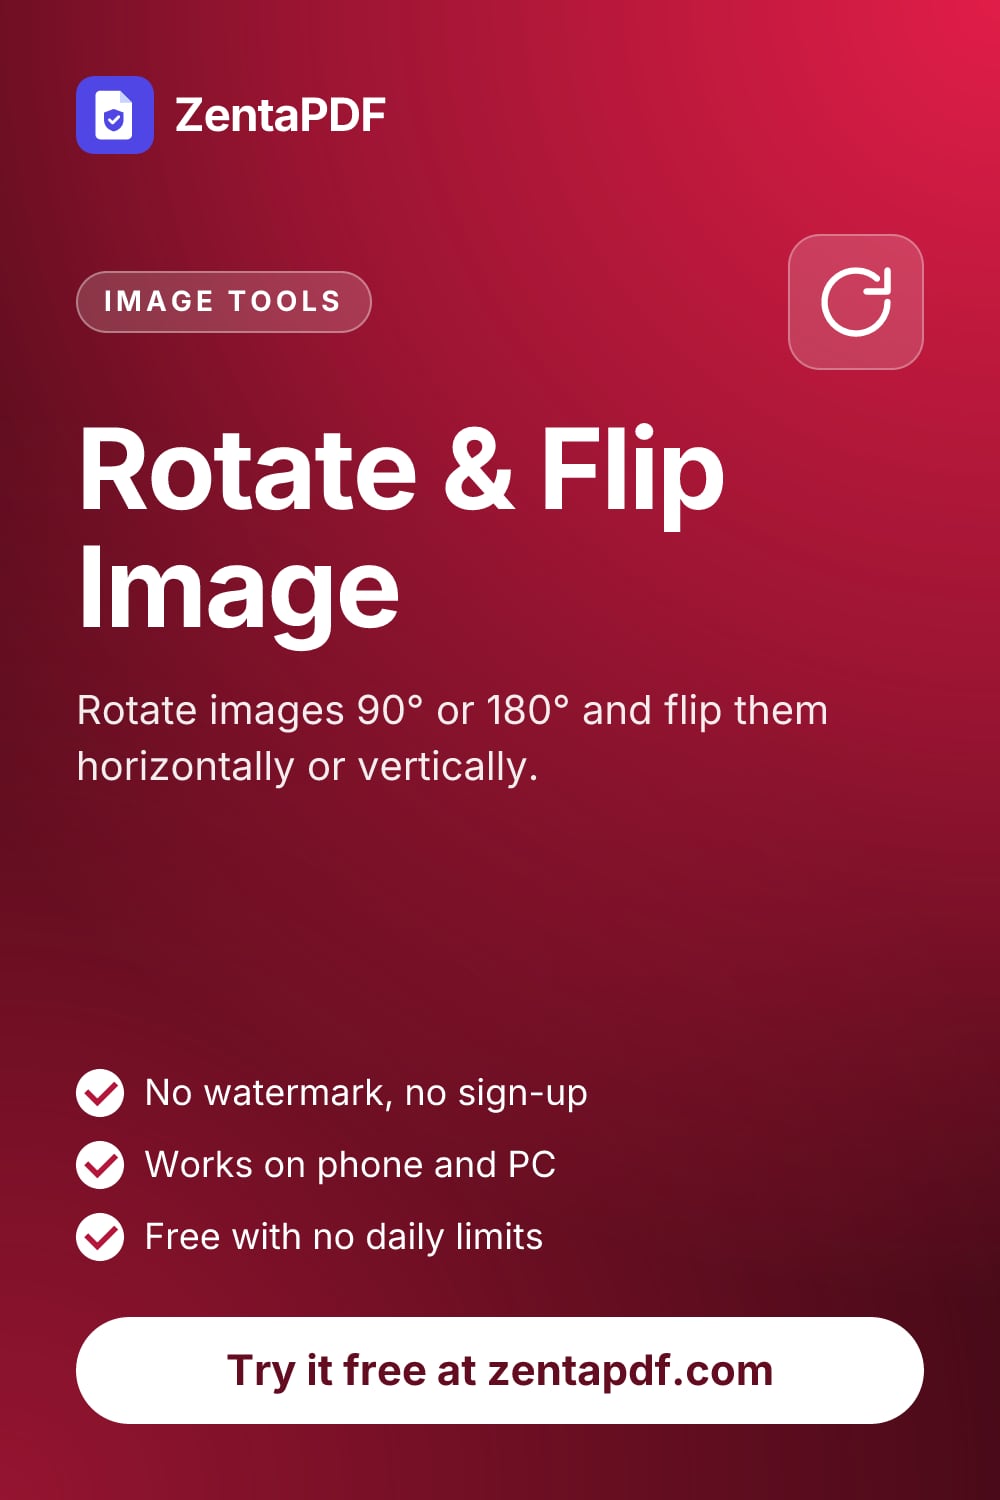 ZentaPDF
IMAGE TOOLS
Rotate & Flip
Image
Rotate images 90° or 180° and flip them
horizontally or vertically.
No watermark, no sign-up
Works on phone and PC
Free with no daily limits
Try it free at zentapdf.com